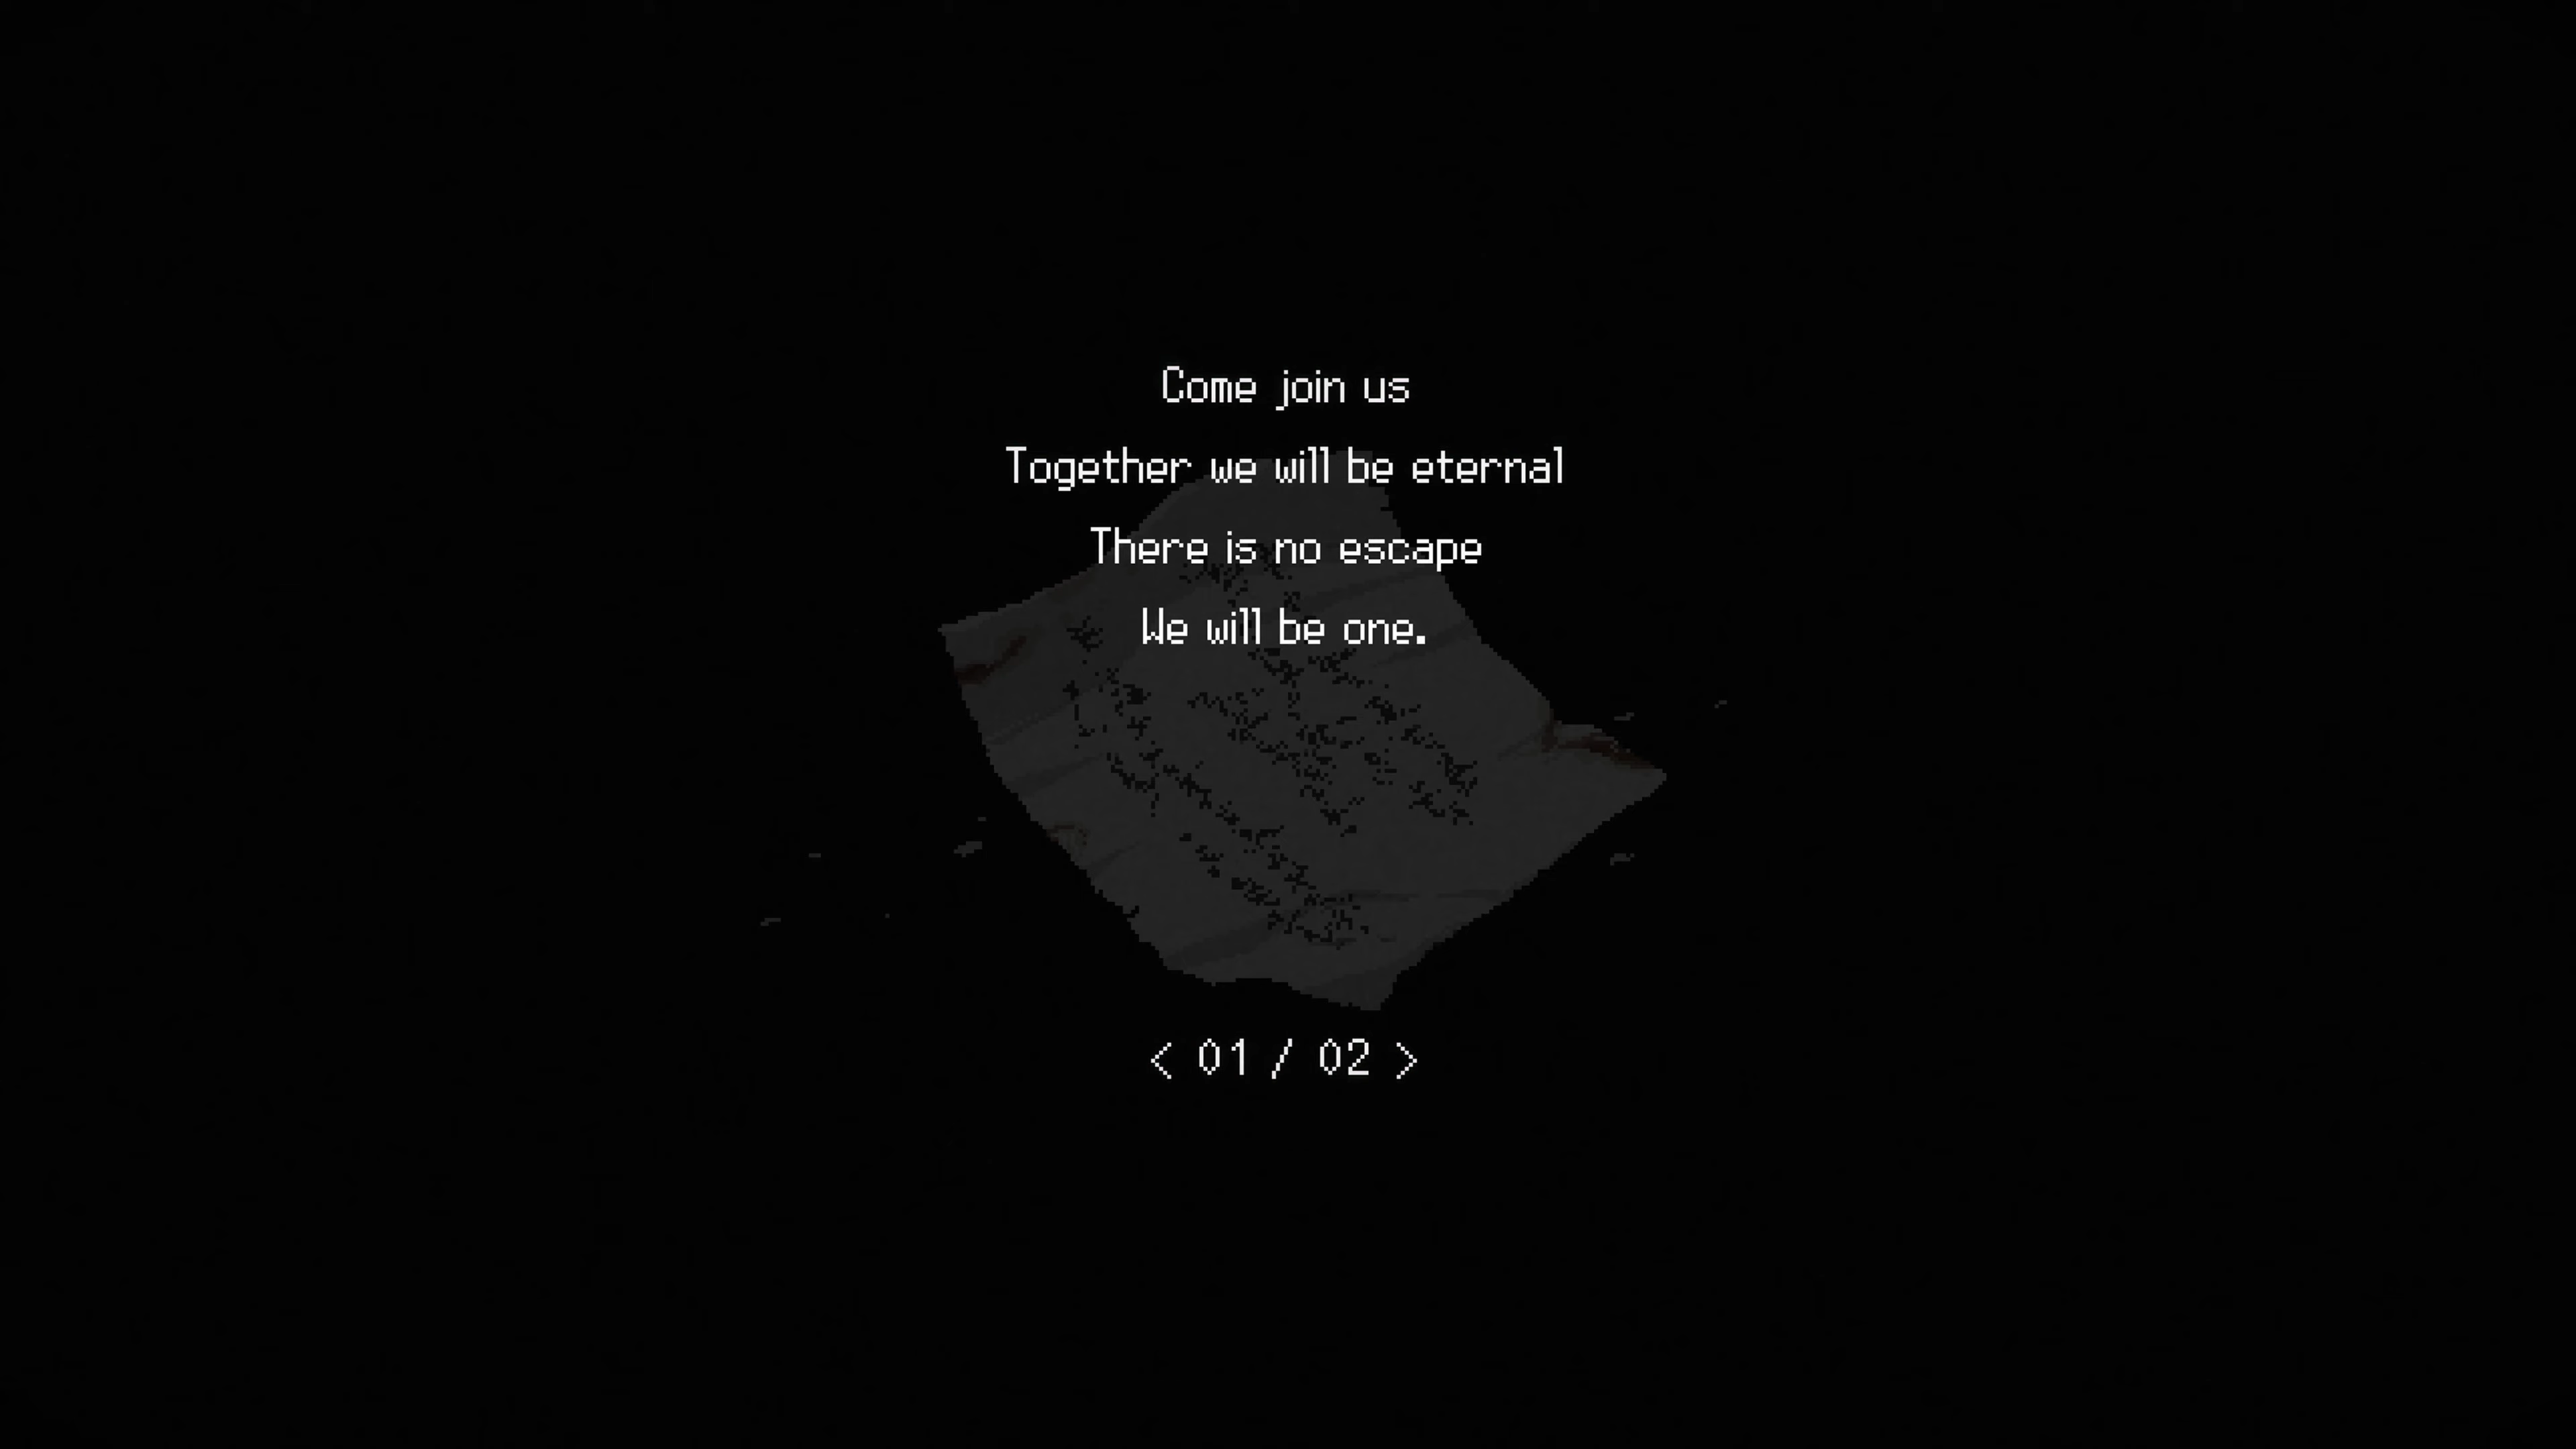 Come join us
Together we will be eternal
There is no escape
We will be one.
< 01 / 02 >